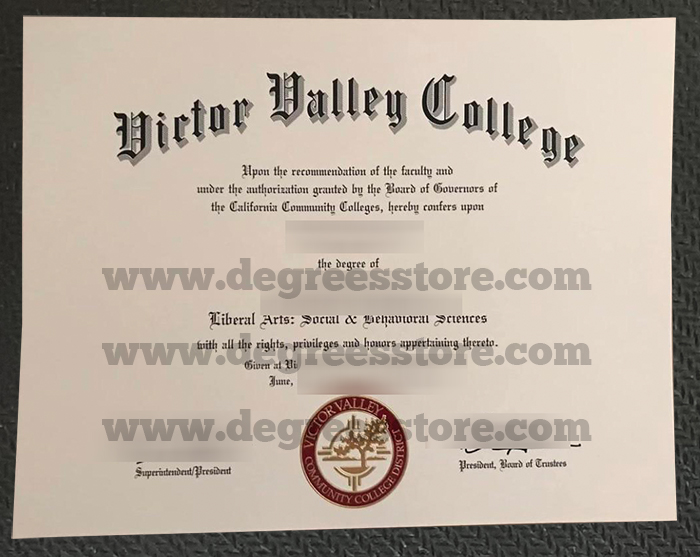 Victor Valley College
Upon the recommendation of the faculty and
under the authorization granted by the Board of Governors of
the California Community Colleges, hereby confers upon
the degree of
www.degreesstore.com
Liberal Arts: Social & Behavioral Sciences
with all the rights, privileges and honors appertaining thereto.
www.degreesstore.com
Given at Vi
June,
VICTOR VALLEY
COMMUNITY COLLEGE DISTRICT
www.degreesstore.com
Superintendent/President
President, Board of Trustees